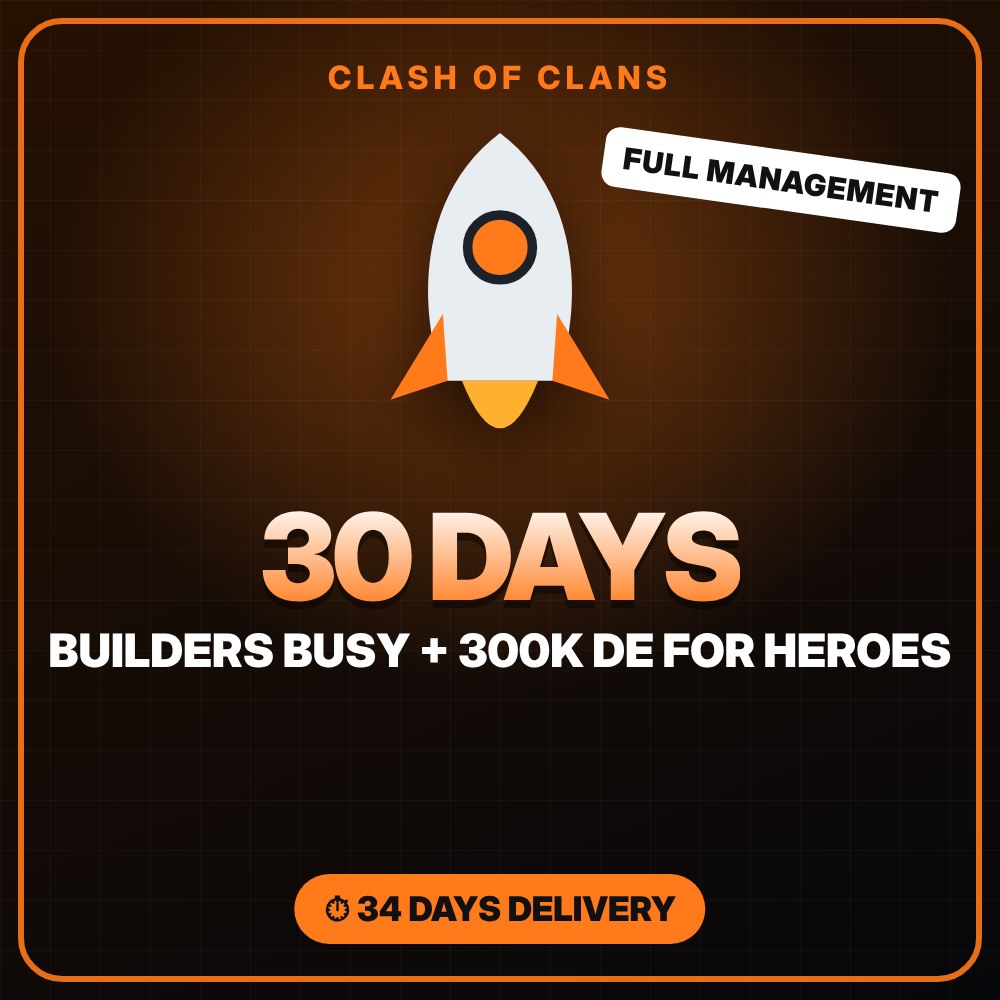 CLASH OF CLANS
FULL MANAGEMENT
30 DAYS
BUILDERS BUSY + 300K DE FOR HEROES
⏱ 34 DAYS DELIVERY